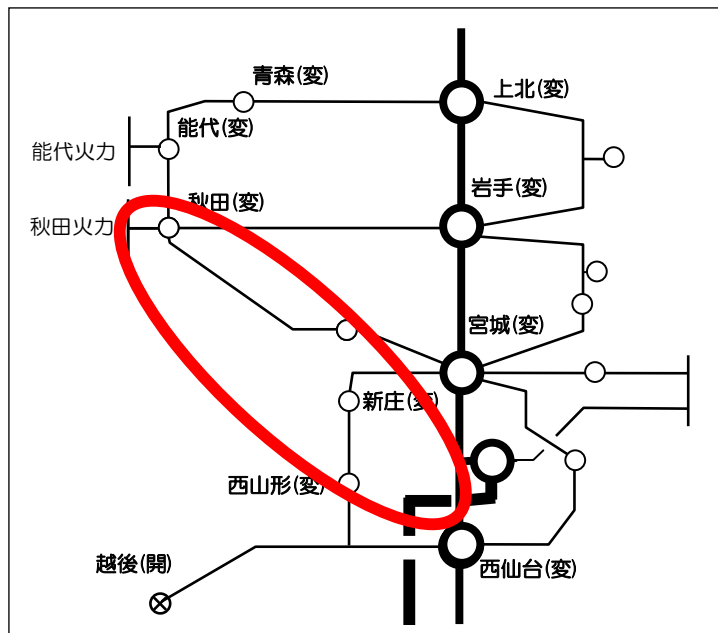 青森(変)
上北(変)
能代(変)
能代火力
岩手(変)
秋田(変)
秋田火力
宮城(変)
新庄(変)
西山形(変)
越後(開)
西仙台(変)